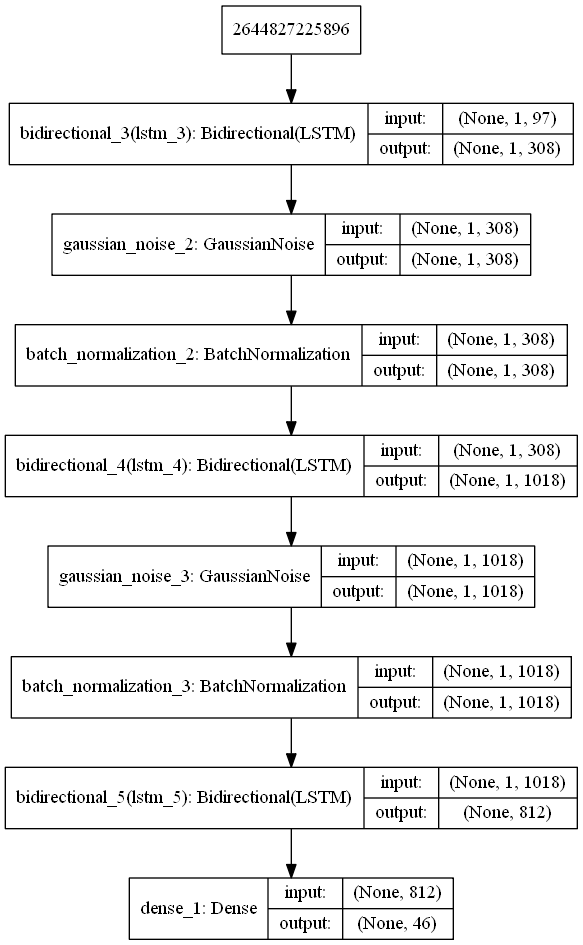 2644827225896
bidirectional_3(lstm_3): Bidirectional(LSTM) input: (None, 1, 97)
output: (None, 1, 308)
gaussian_noise_2: GaussianNoise input: (None, 1, 308)
output: (None, 1, 308)
batch_normalization_2: BatchNormalization input: (None, 1, 308)
output: (None, 1, 308)
bidirectional_4(lstm_4): Bidirectional(LSTM) input: (None, 1, 308)
output: (None, 1, 1018)
gaussian_noise_3: GaussianNoise input: (None, 1, 1018)
output: (None, 1, 1018)
batch_normalization_3: BatchNormalization input: (None, 1, 1018)
output: (None, 1, 1018)
bidirectional_5(lstm_5): Bidirectional(LSTM) input: (None, 1, 1018)
output: (None, 812)
dense_1: Dense input: (None, 812)
output: (None, 46)